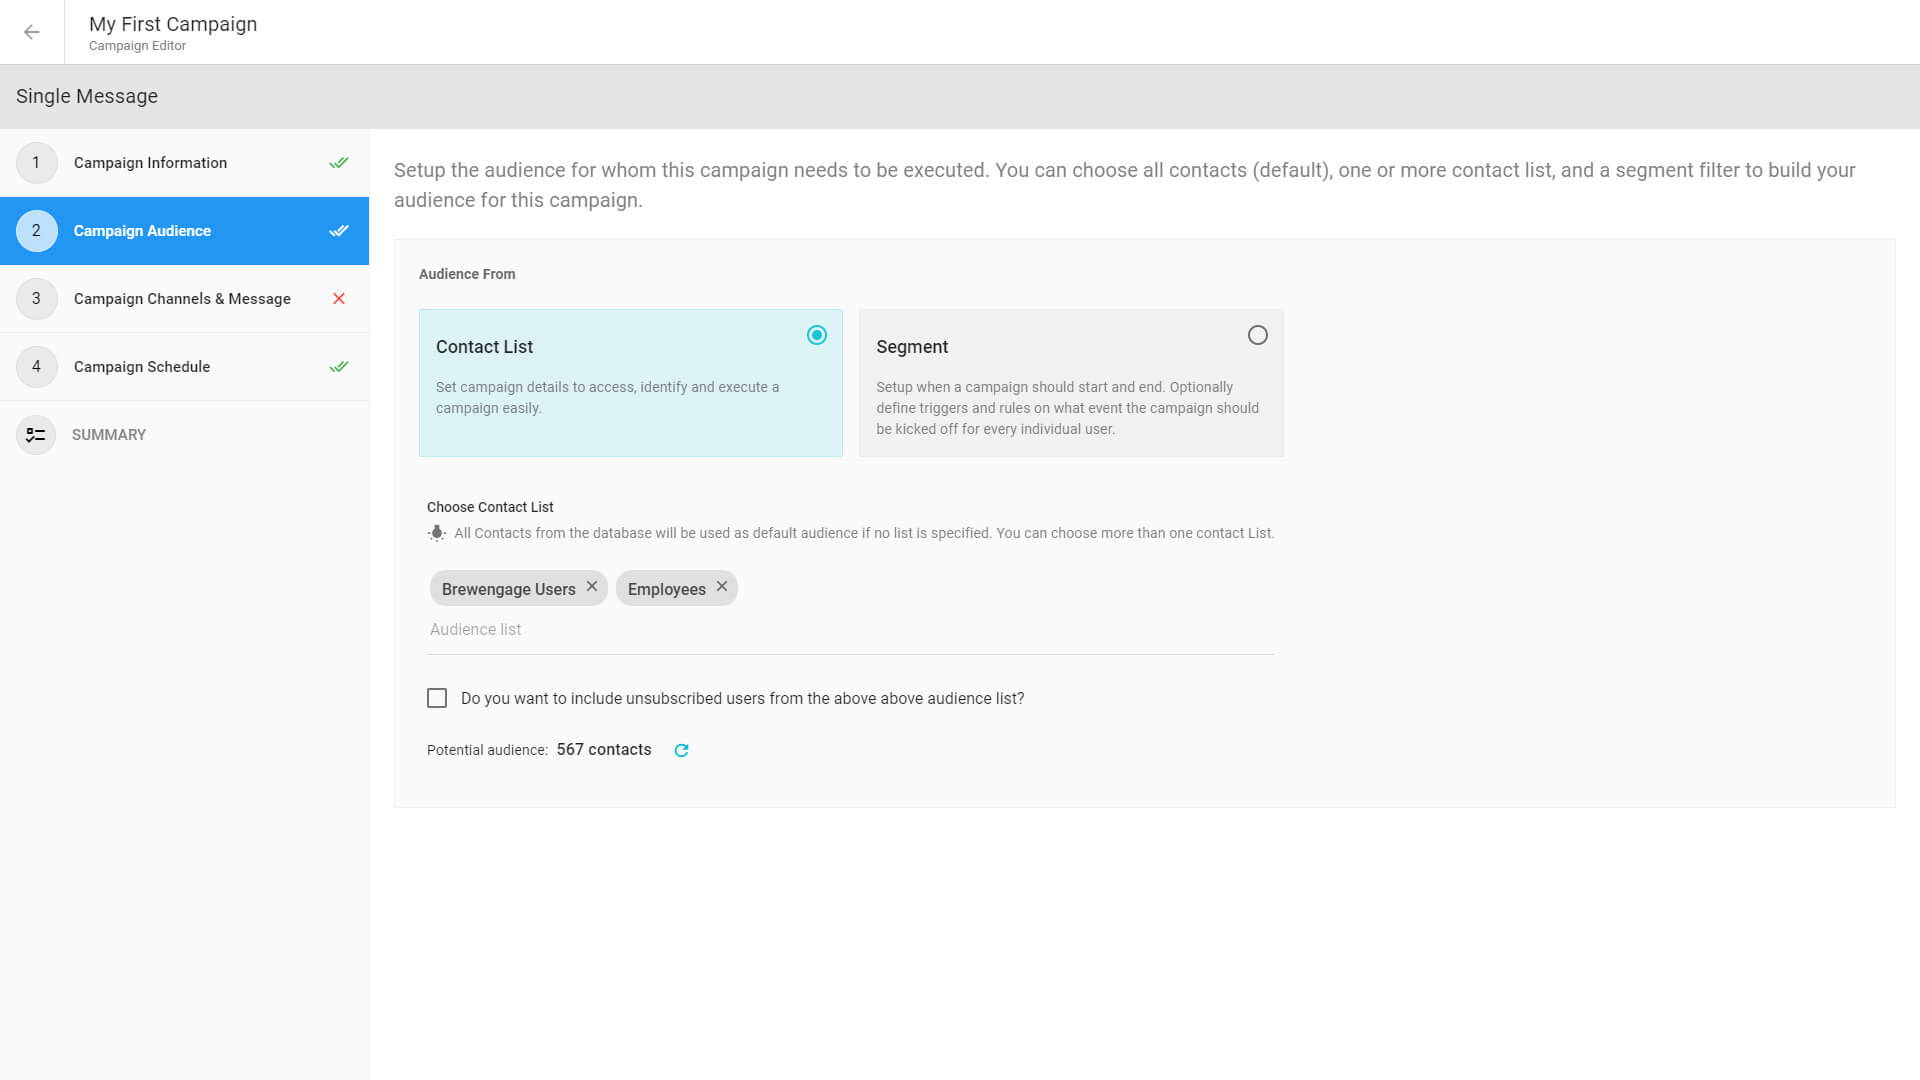 My First Campaign
Campaign Editor
Single Message
1 Campaign Information
2 Campaign Audience
3 Campaign Channels & Message
4 Campaign Schedule
SUMMARY
Setup the audience for whom this campaign needs to be executed. You can choose all contacts (default), one or more contact list, and a segment filter to build your
audience for this campaign.
Audience From
Contact List
Set campaign details to access, identify and execute a
campaign easily.
Segment
Setup when a campaign should start and end. Optionally
define triggers and rules on what event the campaign should
be kicked off for every individual user.
Choose Contact List
All Contacts from the database will be used as default audience if no list is specified. You can choose more than one contact List.
Brewengage Users Employees
Audience list
Do you want to include unsubscribed users from the above above audience list?
Potential audience: 567 contacts